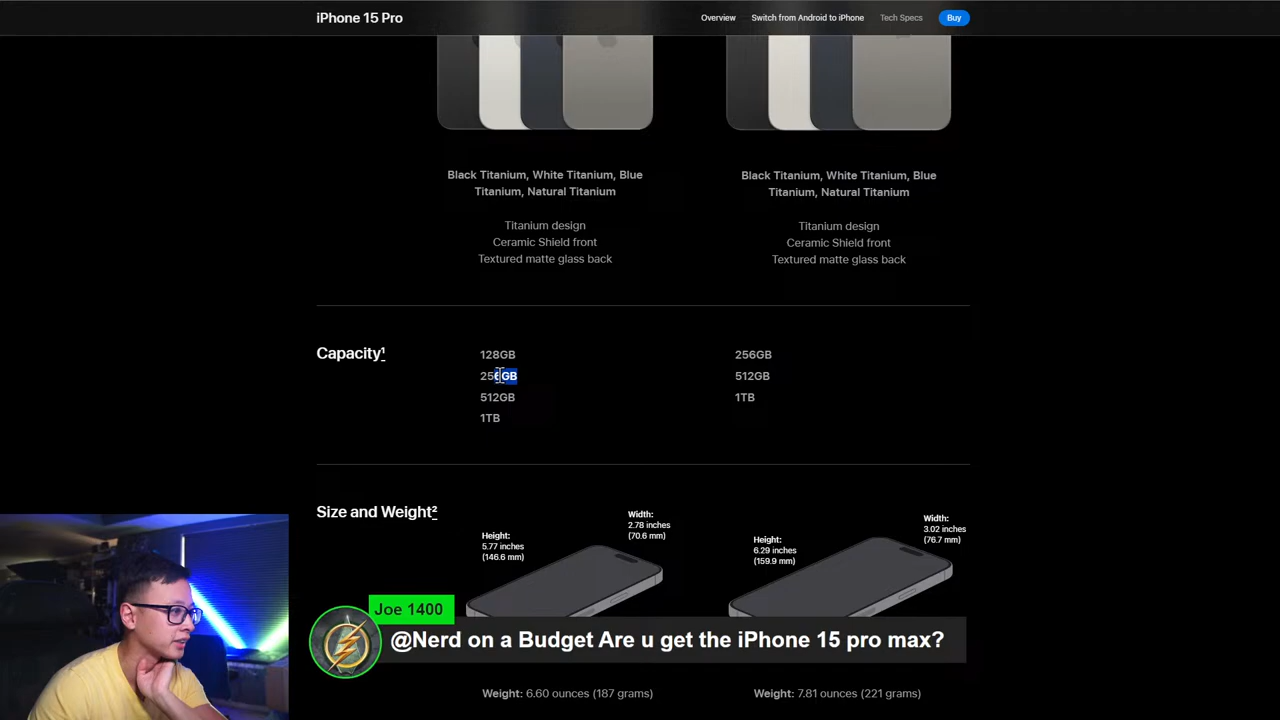 iPhone 15 Pro
Overview
Switch from Android to iPhone
Tech Specs
Buy
Black Titanium, White Titanium, Blue
Titanium, Natural Titanium
Titanium design
Ceramic Shield front
Textured matte glass back
Black Titanium, White Titanium, Blue
Titanium, Natural Titanium
Titanium design
Ceramic Shield front
Textured matte glass back
Capacity¹
128GB
256GB
512GB
1TB
256GB
512GB
1TB
Size and Weight²
Width:
2.78 inches
(70.6 mm)
Height:
5.77 inches
(146.6 mm)
Width:
3.02 inches
(76.7 mm)
Height:
6.29 inches
(159.9 mm)
Joe 1400
@Nerd on a Budget Are u get the iPhone 15 pro max?
Weight: 6.60 ounces (187 grams)
Weight: 7.81 ounces (221 grams)